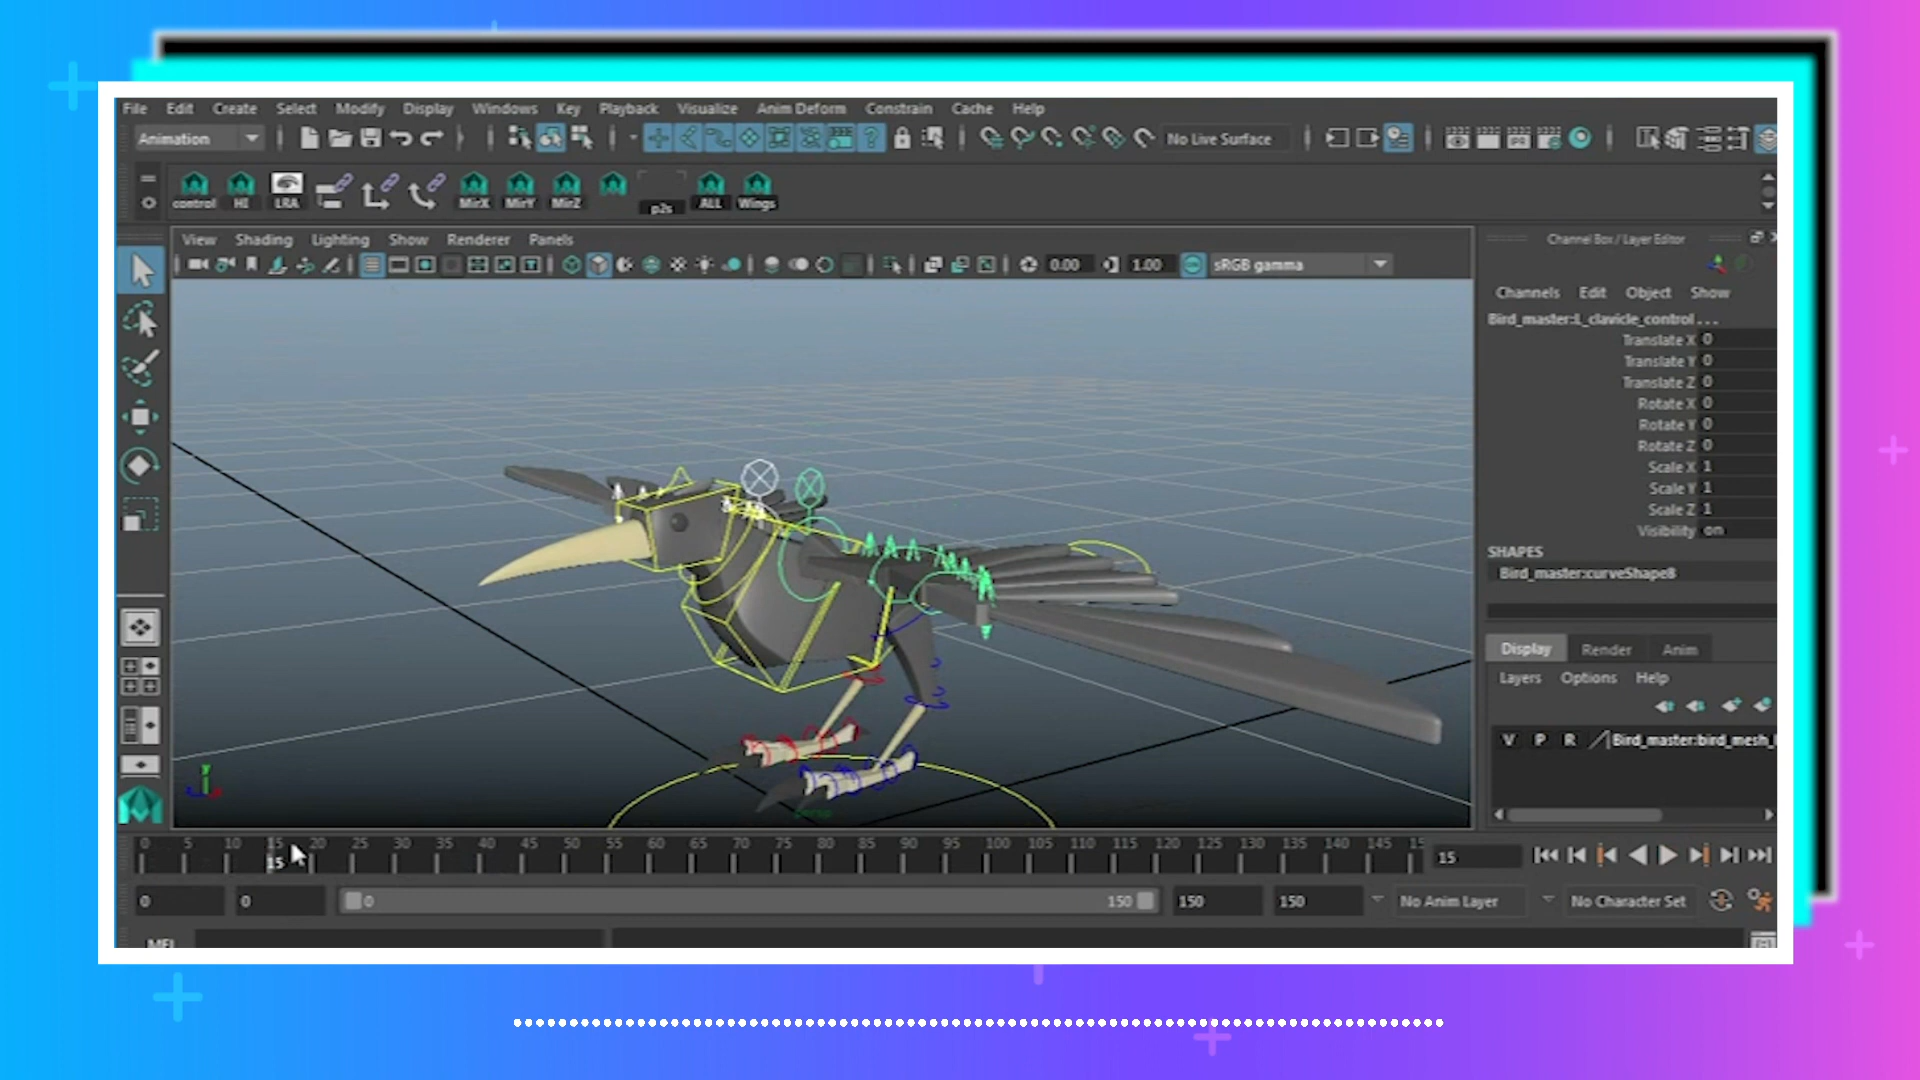 File Edit Create Select Modify Display Windows Key Playback Visualize Anim Deform Constrain Cache Help
Animation No Live Surface
control HI LRA MirX MirY MirZ p2s ALL Wings
View Shading Lighting Show Renderer Panels
0.00 1.00 sRGB gamma
Channel Box / Layer Editor
Channels Edit Object Show
Bird_master:L_clavicle_control . . .
Translate X 0
Translate Y 0
Translate Z 0
Rotate X 0
Rotate Y 0
Rotate Z 0
Scale X 1
Scale Y 1
Scale Z 1
Visibility on
SHAPES
Bird_master:curveShape8
Display Render Anim
Layers Options Help
V P R Bird_master:bird_mesh_
y
persp
0 5 10 15 20 25 30 35 40 45 50 55 60 65 70 75 80 85 90 95 100 105 110 115 120 125 130 135 140 145 15
15
15
0 0 0 150 150 150 No Anim Layer No Character Set
MEL